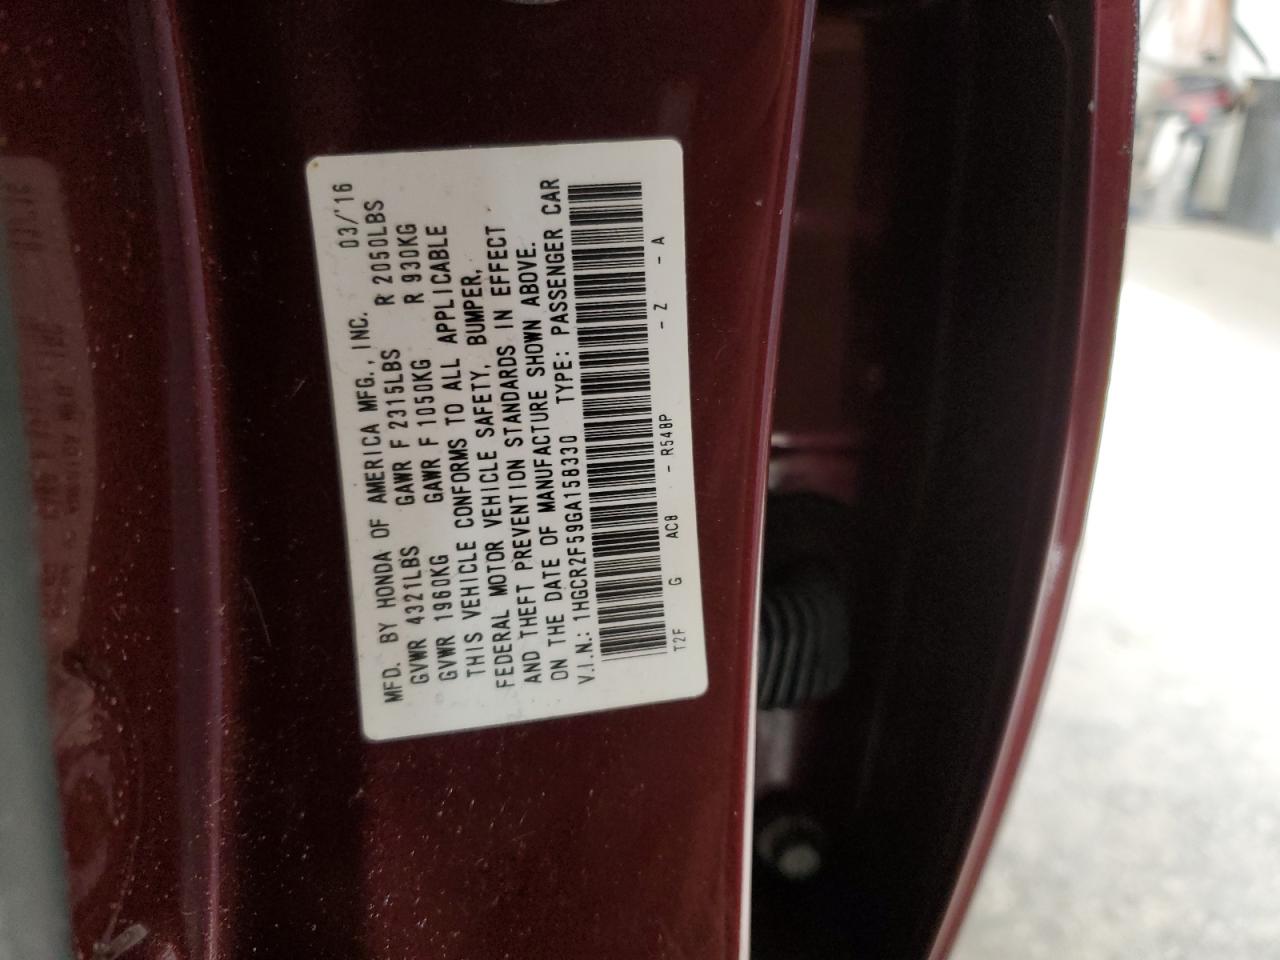 MFD. BY HONDA OF AMERICA MFG., INC. 03/'16
GVWR 4321LBS GAWR F 2315LBS R 2050LBS
GVWR 1960KG GAWR F 1050KG R 930KG
THIS VEHICLE CONFORMS TO ALL APPLICABLE
FEDERAL MOTOR VEHICLE SAFETY, BUMPER,
AND THEFT PREVENTION STANDARDS IN EFFECT
ON THE DATE OF MANUFACTURE SHOWN ABOVE.
V.I.N.: 1HGCR2F59GA158330 TYPE: PASSENGER CAR
T2F G AC8 - R548P - Z - A